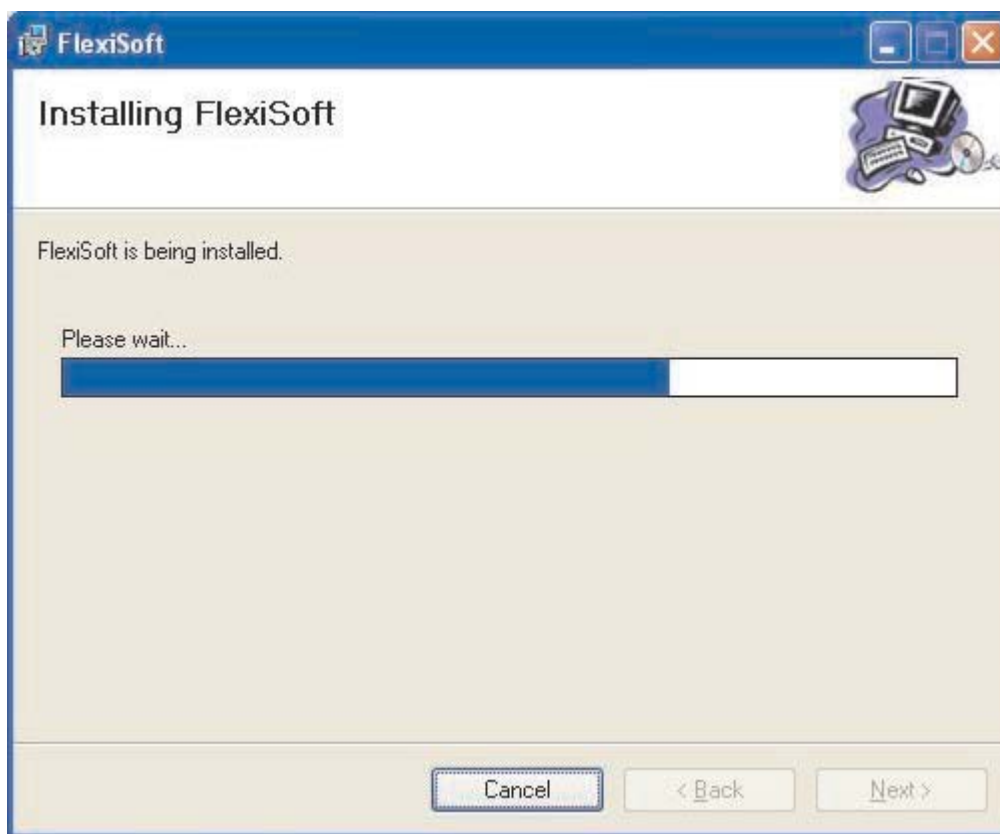 FlexiSoft
Installing FlexiSoft
FlexiSoft is being installed.
Please wait...
Cancel
< Back
Next >